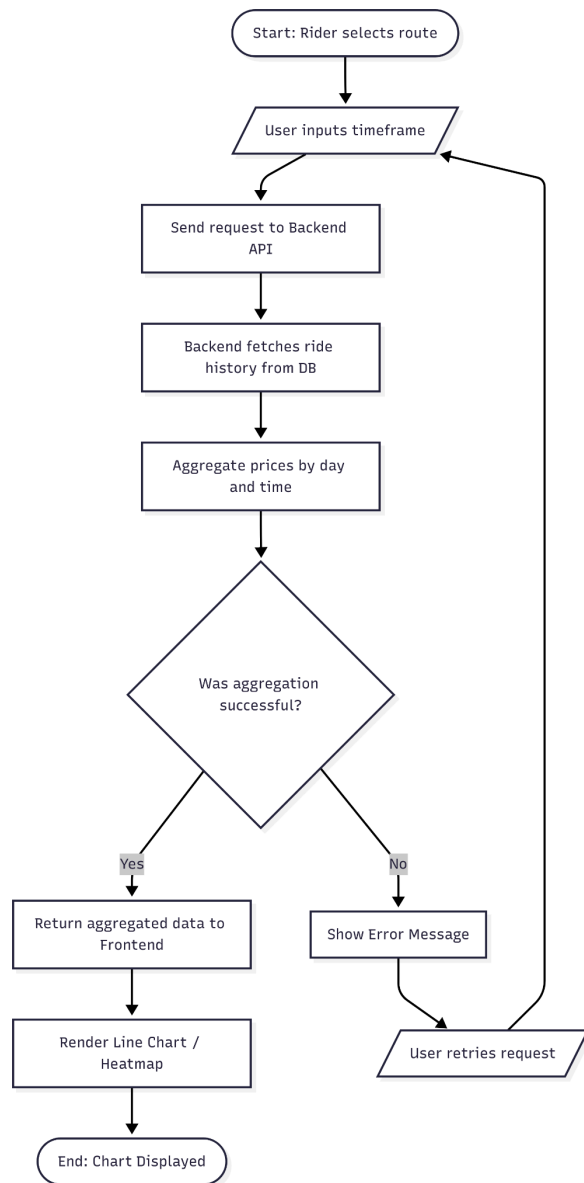 Start: Rider selects route
User inputs timeframe
Send request to Backend
API
Backend fetches ride
history from DB
Aggregate prices by day
and time
Was aggregation
successful?
Yes
No
Return aggregated data to
Frontend
Show Error Message
Render Line Chart /
Heatmap
User retries request
End: Chart Displayed